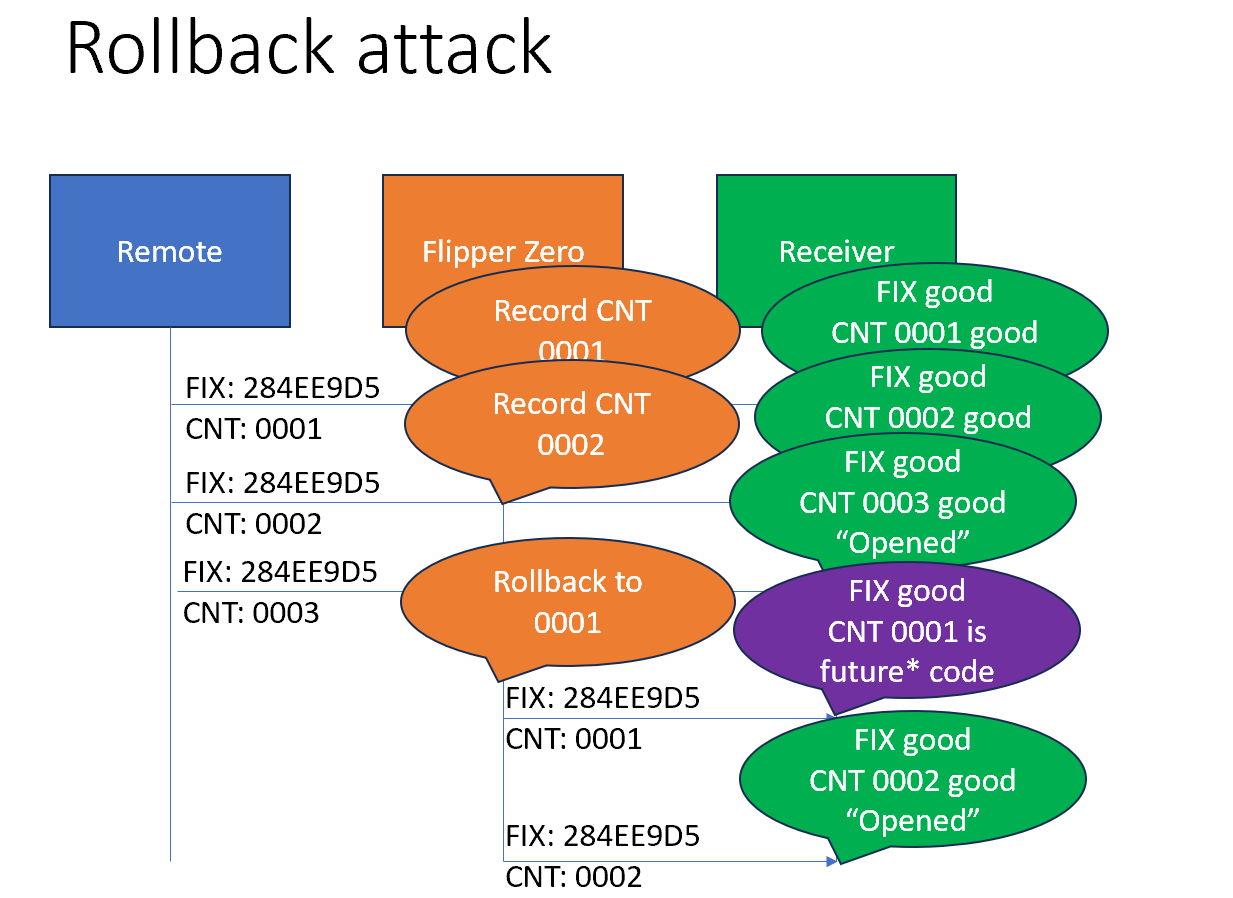 Rollback attack
Remote
Flipper Zero
Receiver
Record CNT
0001
FIX good
CNT 0001 good
FIX: 284EE9D5
CNT: 0001
Record CNT
0002
FIX good
CNT 0002 good
FIX: 284EE9D5
CNT: 0002
FIX good
CNT 0003 good
“Opened”
FIX: 284EE9D5
CNT: 0003
Rollback to
0001
FIX good
CNT 0001 is
future* code
FIX: 284EE9D5
CNT: 0001
FIX good
CNT 0002 good
“Opened”
FIX: 284EE9D5
CNT: 0002